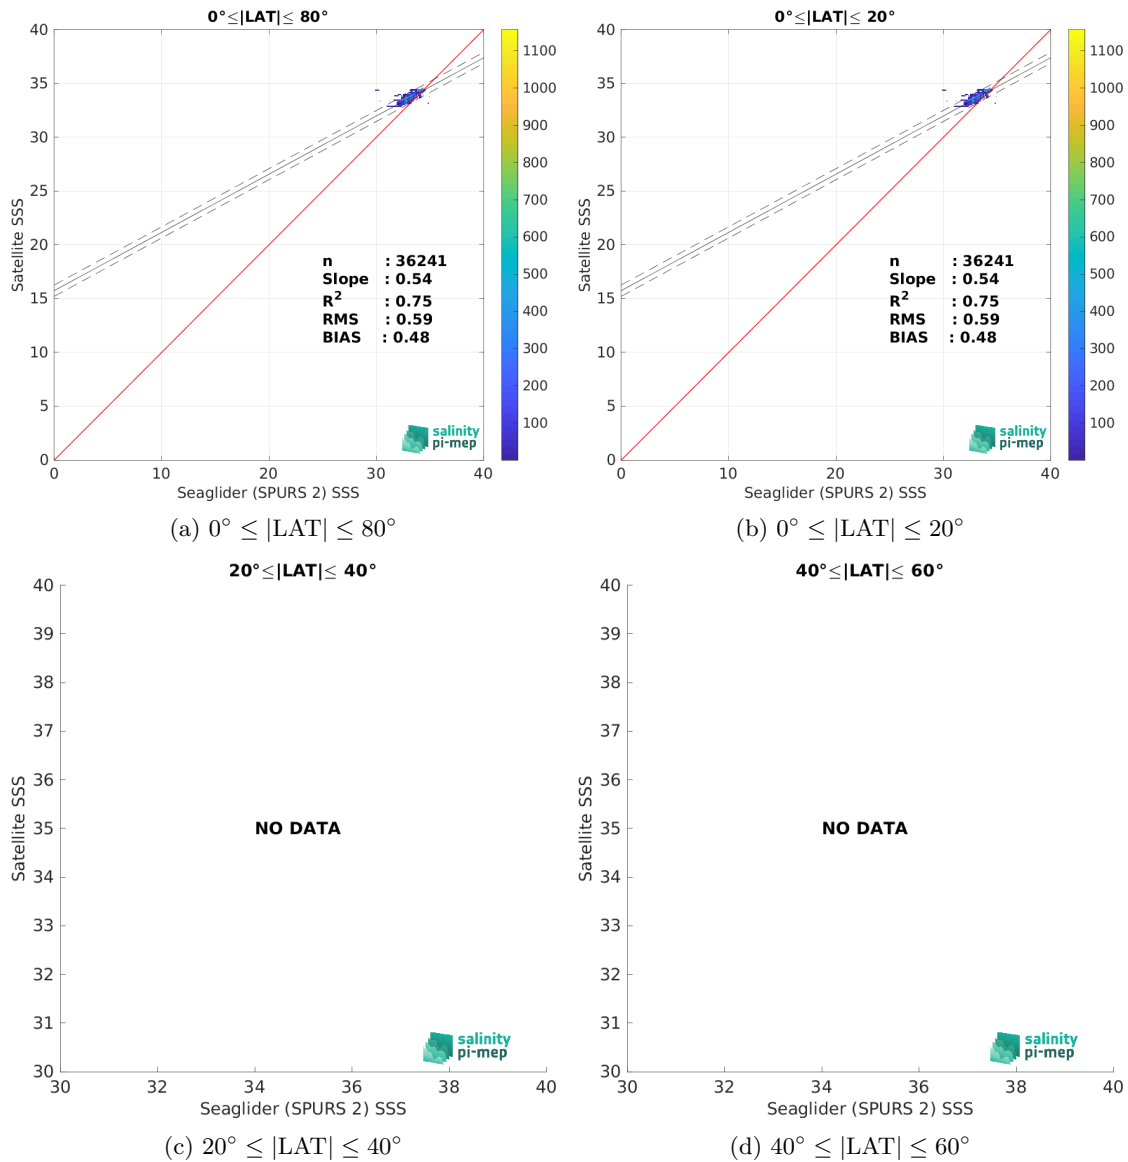 0°≤|LAT|≤ 80°
40
35
30
25
20
15
10
5
0
Satellite SSS
n : 36241
Slope : 0.54
R² : 0.75
RMS : 0.59
BIAS : 0.48
salinity
pi-mep
0 10 20 30 40
Seaglider (SPURS 2) SSS
1100
1000
900
800
700
600
500
400
300
200
100
(a) 0° ≤ |LAT| ≤ 80°
0°≤|LAT|≤ 20°
40
35
30
25
20
15
10
5
0
Satellite SSS
n : 36241
Slope : 0.54
R² : 0.75
RMS : 0.59
BIAS : 0.48
salinity
pi-mep
0 10 20 30 40
Seaglider (SPURS 2) SSS
1100
1000
900
800
700
600
500
400
300
200
100
(b) 0° ≤ |LAT| ≤ 20°
20°≤|LAT|≤ 40°
40
39
38
37
36
35
34
33
32
31
30
Satellite SSS
NO DATA
salinity
pi-mep
30 32 34 36 38 40
Seaglider (SPURS 2) SSS
(c) 20° ≤ |LAT| ≤ 40°
40°≤|LAT|≤ 60°
40
39
38
37
36
35
34
33
32
31
30
Satellite SSS
NO DATA
salinity
pi-mep
30 32 34 36 38 40
Seaglider (SPURS 2) SSS
(d) 40° ≤ |LAT| ≤ 60°